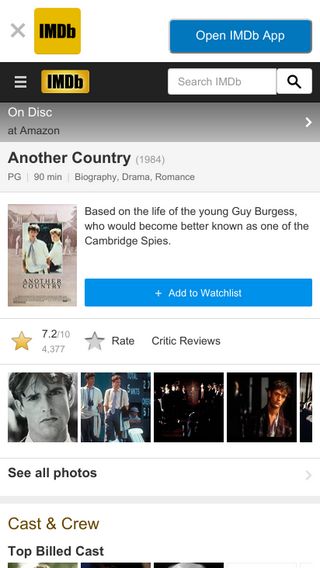 IMDb
Open IMDb App
IMDb
Search IMDb
On Disc
at Amazon
Another Country (1984)
PG | 90 min | Biography, Drama, Romance
ANOTHER
COUNTRY
Based on the life of the young Guy Burgess,
who would become better known as one of the
Cambridge Spies.
+ Add to Watchlist
7.2/10
4,377
Rate
Critic Reviews
See all photos
Cast & Crew
Top Billed Cast